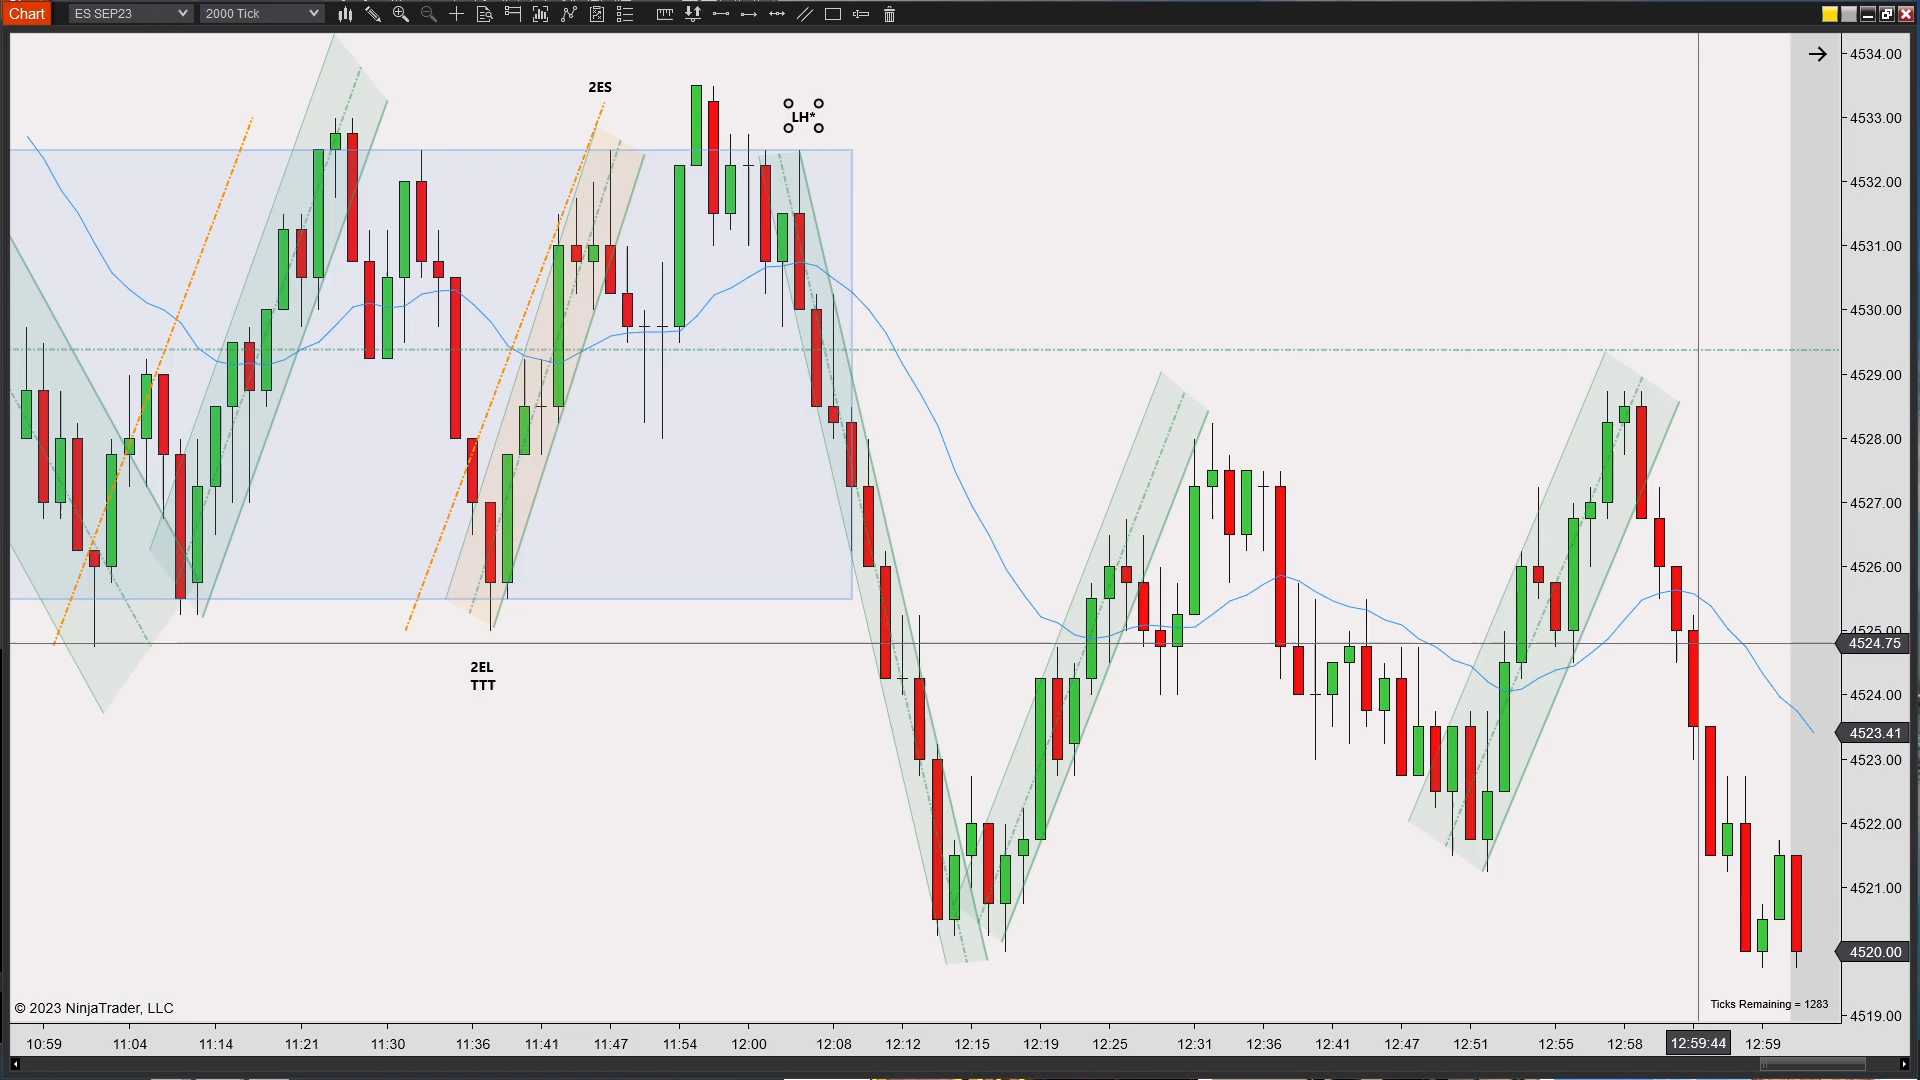 Chart
ES SEP23
2000 Tick
4534.00
2ES
4533.00
LH*
4532.00
4531.00
4530.00
4529.00
4528.00
4527.00
4526.00
4525.00
4524.75
2EL
TTT
4524.00
4523.41
4523.00
4522.00
4521.00
4520.00
© 2023 NinjaTrader, LLC
Ticks Remaining = 1283
4519.00
10:59 11:04 11:14 11:21 11:30 11:36 11:41 11:47 11:54 12:00 12:08 12:12 12:15 12:19 12:25 12:31 12:36 12:41 12:47 12:51 12:55 12:58 12:59:44 12:59